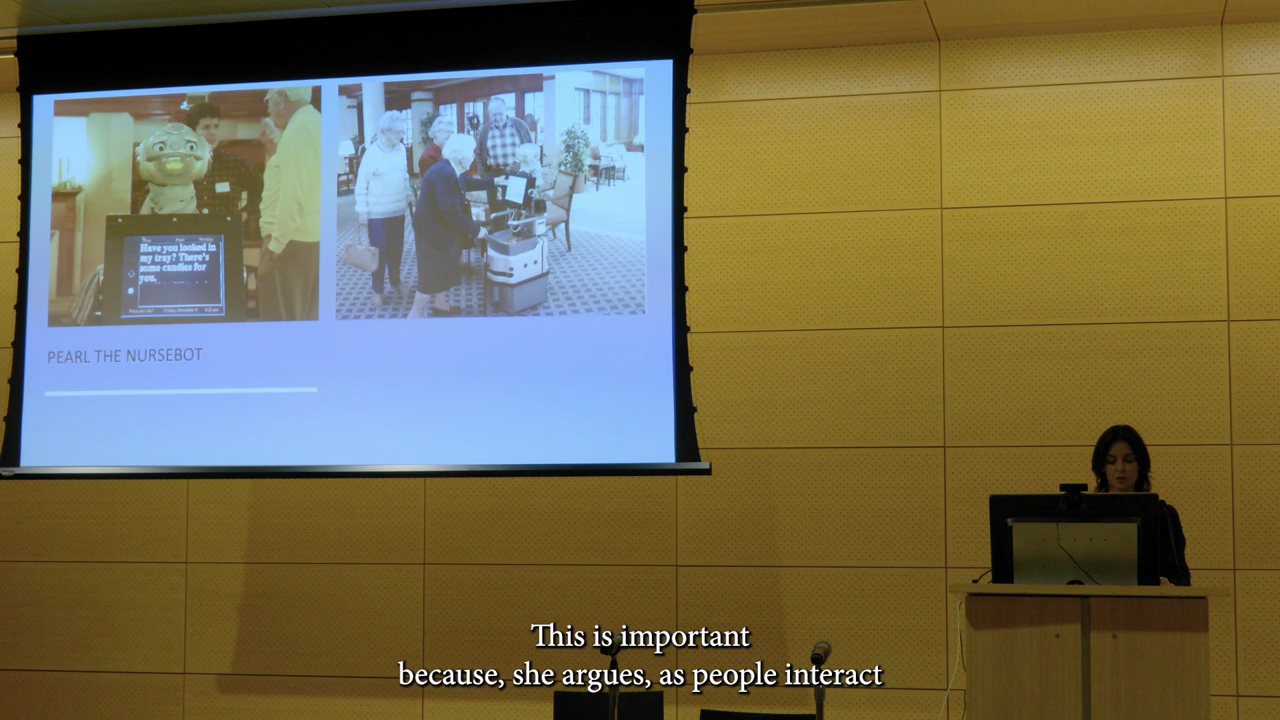 Have you looked in
my tray? There's
some candies for
you.
PEARL THE NURSEBOT
This is important
because, she argues, as people interact